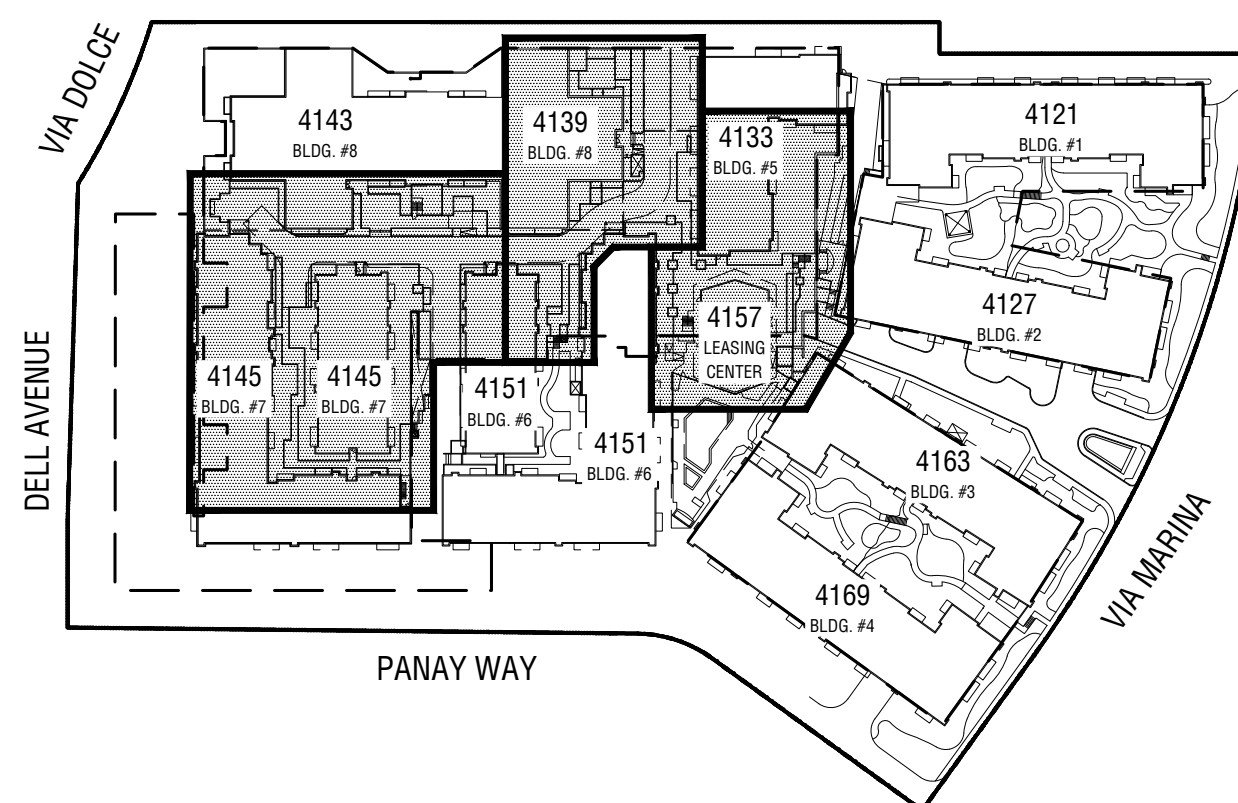 VIA DOLCE
4143
BLDG. #8
4139
BLDG. #8
4133
BLDG. #5
4121
BLDG. #1
4127
BLDG. #2
4157
LEASING
CENTER
4145
BLDG. #7
4145
BLDG. #7
4151
BLDG. #6
4151
BLDG. #6
4163
BLDG. #3
4169
BLDG. #4
DELL AVENUE
PANAY WAY
VIA MARINA